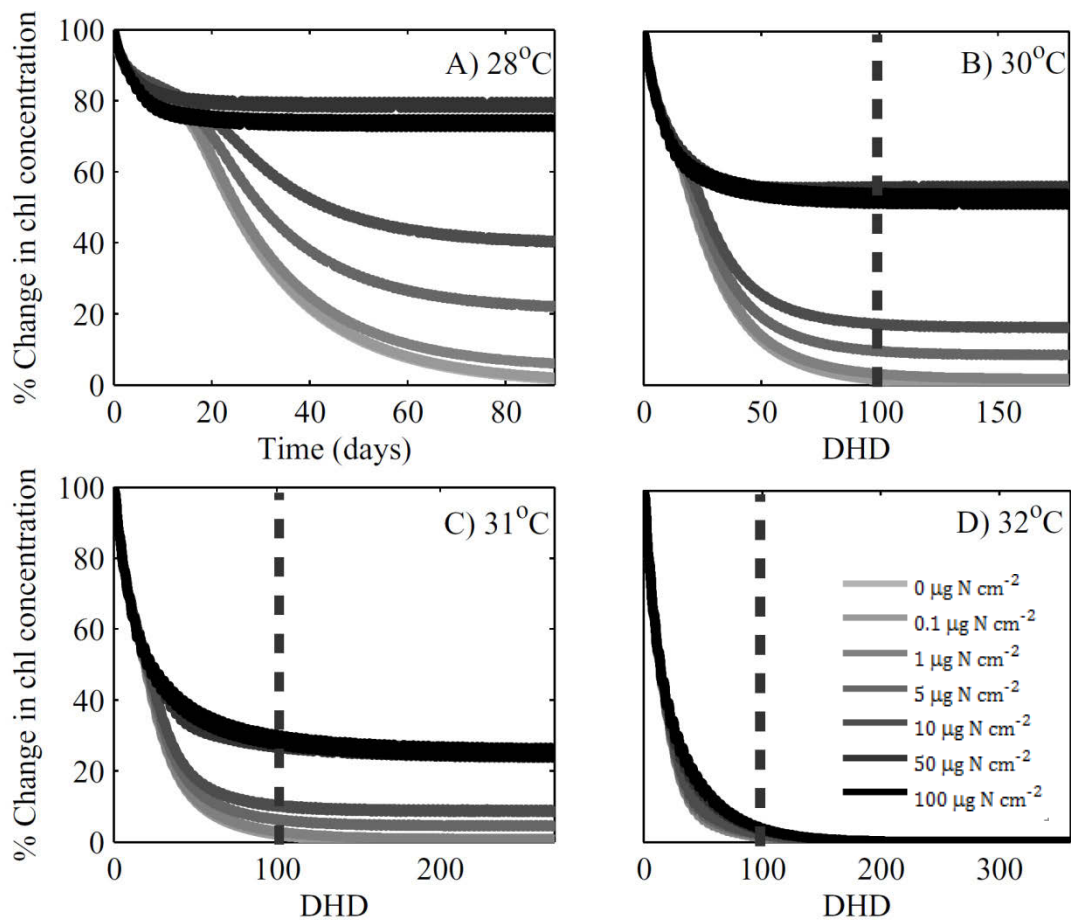 % Change in chl concentration
100
80
60
40
20
0
A) 28°C
0 20 40 60 80
Time (days)
B) 30°C
0 50 100 150
DHD
% Change in chl concentration
100
80
60
40
20
0
C) 31°C
0 100 200
DHD
D) 32°C
0 μg N cm-2
0.1 μg N cm-2
1 μg N cm-2
5 μg N cm-2
10 μg N cm-2
50 μg N cm-2
100 μg N cm-2
0 100 200 300
DHD